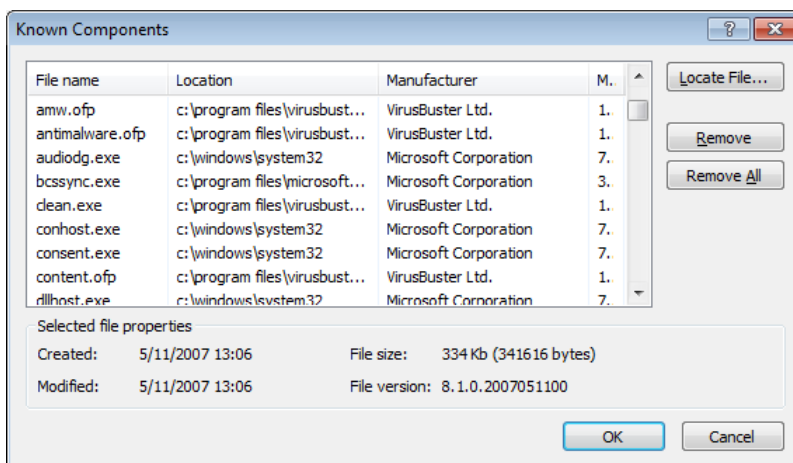 Known Components
File name Location Manufacturer M.
amw.ofp c:\program files\virusbust... VirusBuster Ltd. 1.
antimalware.ofp c:\program files\virusbust... VirusBuster Ltd. 1.
audiodg.exe c:\windows\system32 Microsoft Corporation 7.
bcssync.exe c:\program files\microsoft... Microsoft Corporation 3.
clean.exe c:\program files\virusbust... VirusBuster Ltd. 1.
conhost.exe c:\windows\system32 Microsoft Corporation 7.
consent.exe c:\windows\system32 Microsoft Corporation 7.
content.ofp c:\program files\virusbust... VirusBuster Ltd. 1.
dllhost.exe c:\windows\system32 Microsoft Corporation 7.
Locate File...
Remove
Remove All
Selected file properties
Created: 5/11/2007 13:06 File size: 334 Kb (341616 bytes)
Modified: 5/11/2007 13:06 File version: 8.1.0.2007051100
OK Cancel